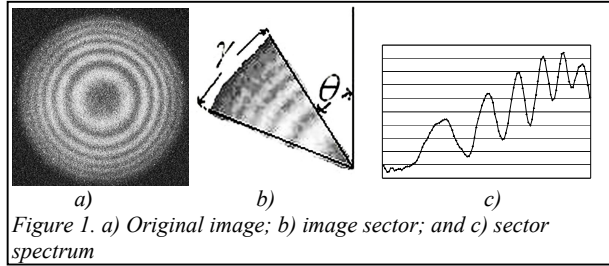 γ
θ
a) b) c)
Figure 1. a) Original image; b) image sector; and c) sector
spectrum